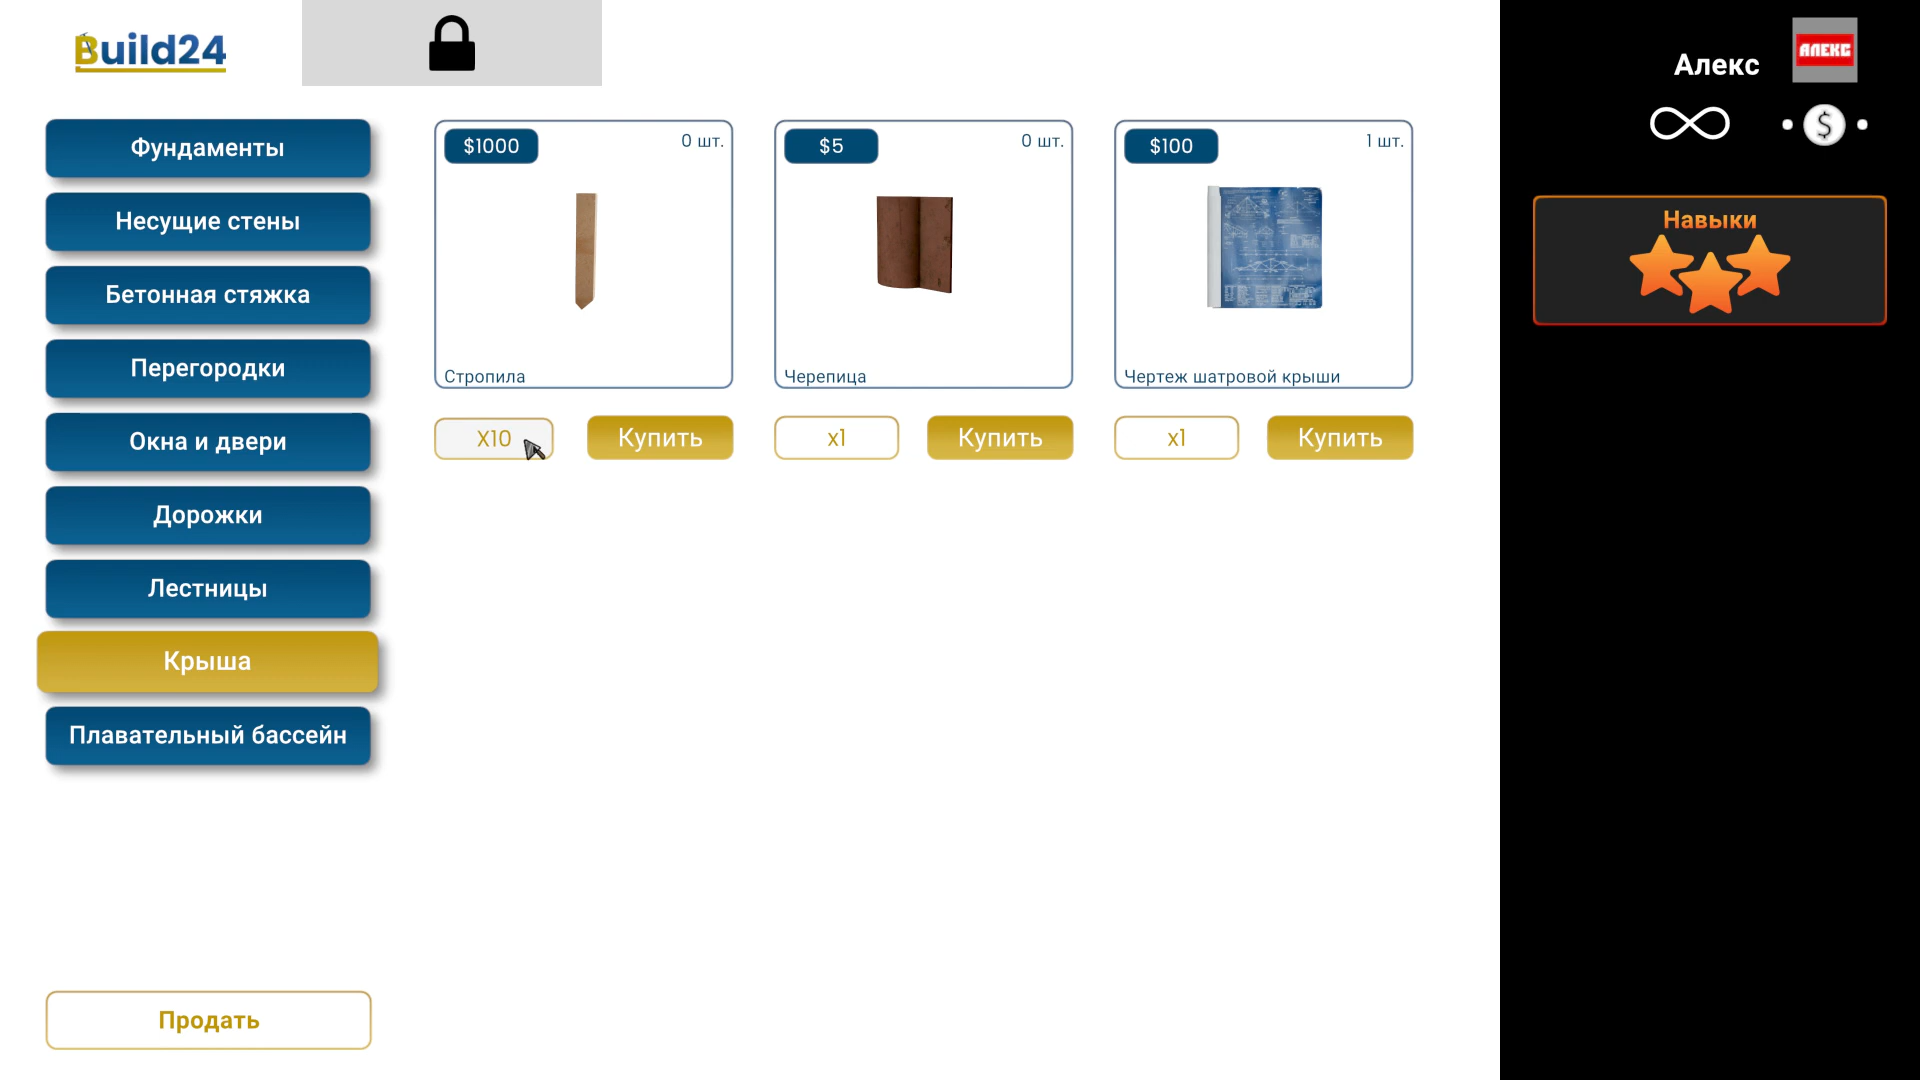 Build24
Алекс
АЛЕКС
Фундаменты
Несущие стены
Бетонная стяжка
Перегородки
Окна и двери
Дорожки
Лестницы
Крыша
Плавательный бассейн
Продать
$1000
0 шт.
Стропила
X10
Купить
$5
0 шт.
Черепица
x1
Купить
$100
1 шт.
Чертеж шатровой крыши
x1
Купить
Навыки